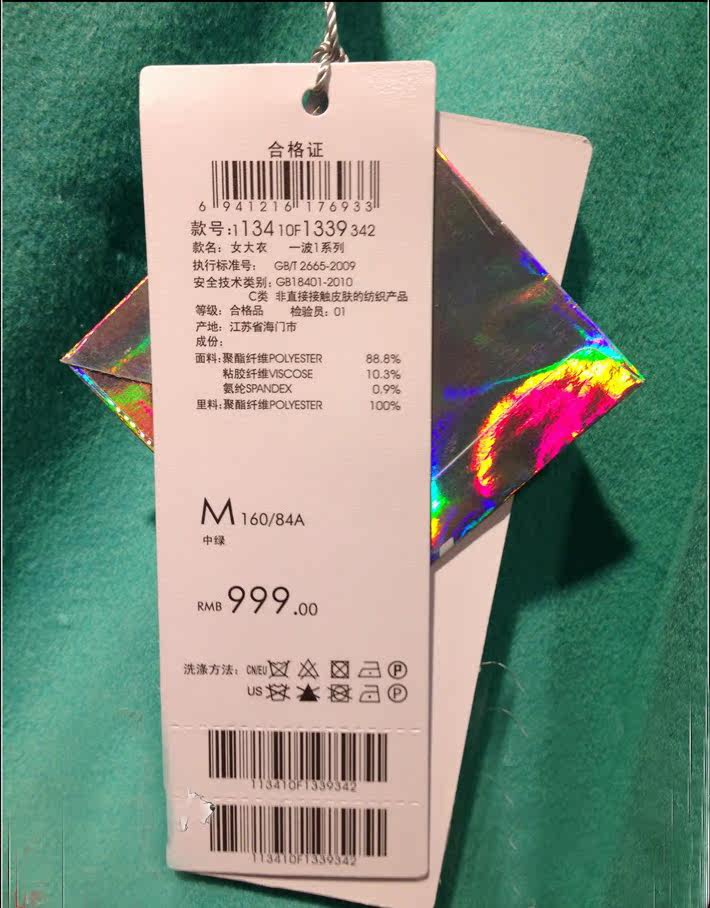 合格证
6 941216 176933
款号:113410F1339342
款名: 女大衣 一波1系列
执行标准号: GB/T 2665-2009
安全技术类别:GB18401-2010
C类 非直接接触皮肤的纺织产品
等级: 合格品 检验员: 01
产地: 江苏省海门市
成份:
面料:聚酯纤维POLYESTER 88.8%
粘胶纤维VISCOSE 10.3%
氨纶SPANDEX 0.9%
里料:聚酯纤维POLYESTER 100%
M 160/84A
中绿
RMB 999.00
洗涤方法: CN/EU P
US P
113410F1339342
113410F1339342